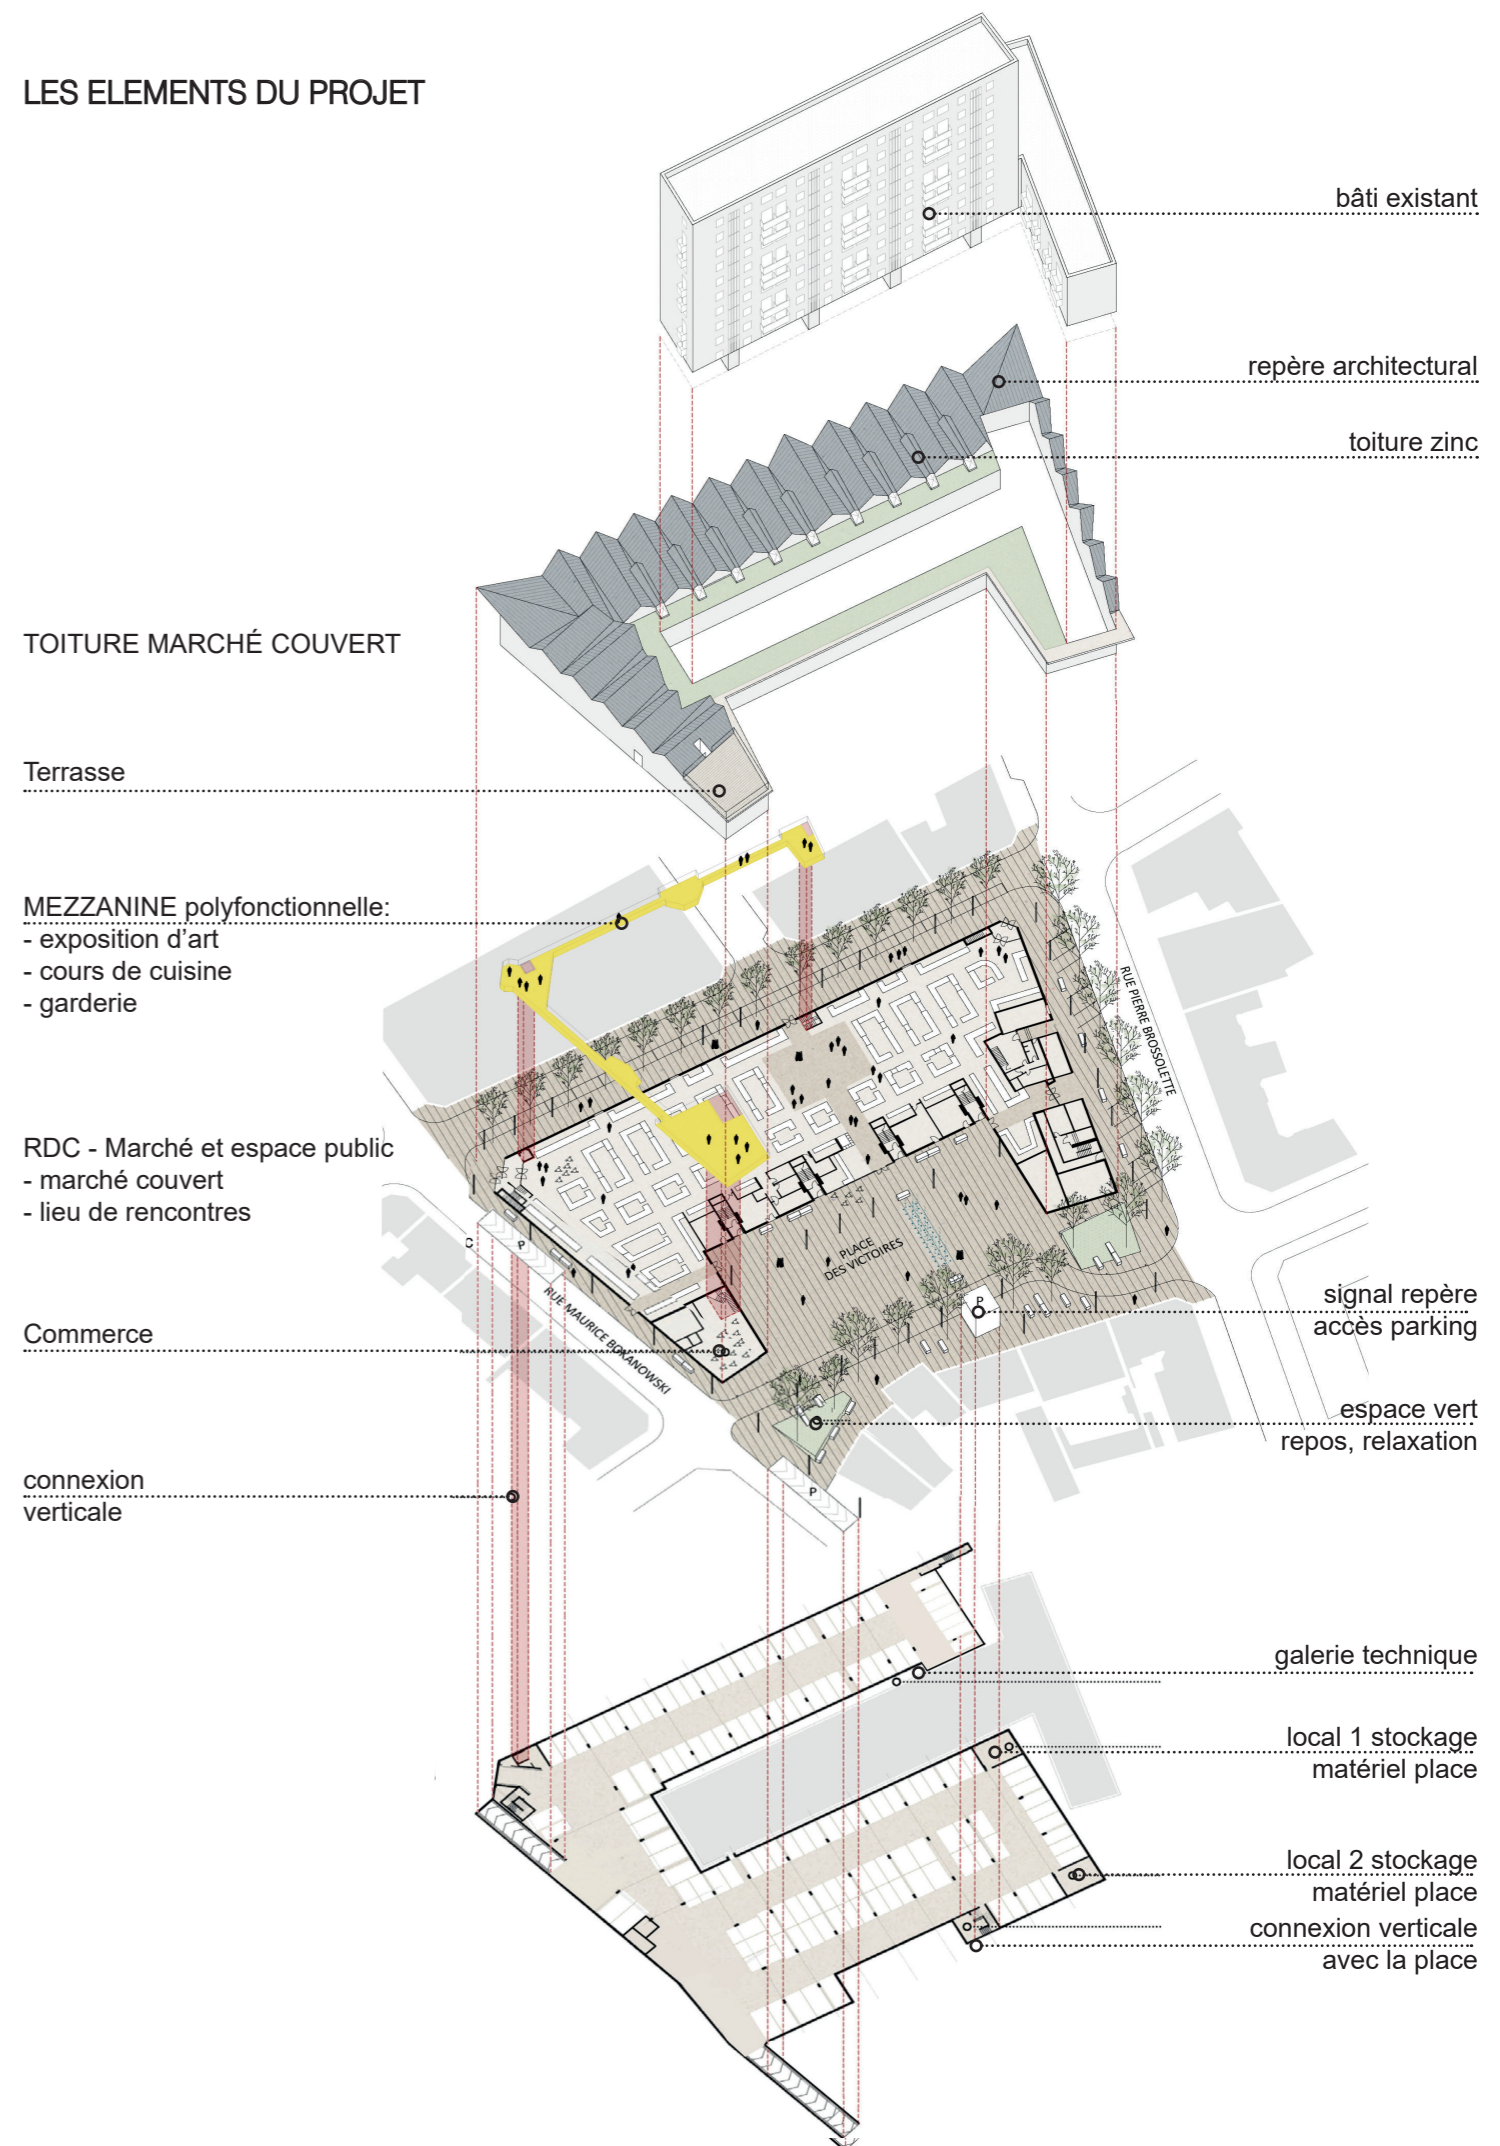 LES ELEMENTS DU PROJET
bâti existant
repère architectural
toiture zinc
TOITURE MARCHÉ COUVERT
Terrasse
MEZZANINE polyfonctionnelle:
- exposition d'art
- cours de cuisine
- garderie
RUE PIERRE BROSSOLETTE
RDC - Marché et espace public
- marché couvert
- lieu de rencontres
C
P
PLACE
DES VICTOIRES
RUE MAURICE BOKANOWSKI
P
signal repère
accès parking
Commerce
espace vert
repos, relaxation
connexion
verticale
P
galerie technique
local 1 stockage
matériel place
local 2 stockage
matériel place
connexion verticale
avec la place